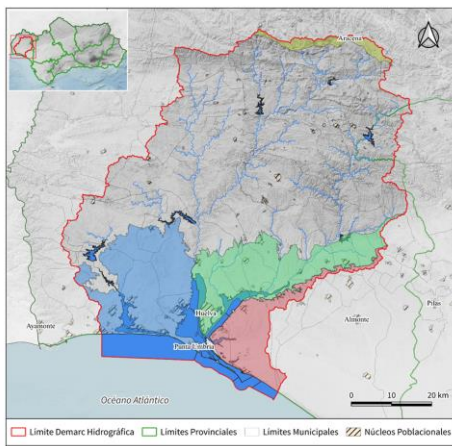 Aracena
Huelva
Pilas
Ayamonte
Almonte
Punta Umbría
Océano Atlántico
0 10 20 km
Límite Demarc Hidrográfica Límites Provinciales Límites Municipales Núcleos Poblacionales